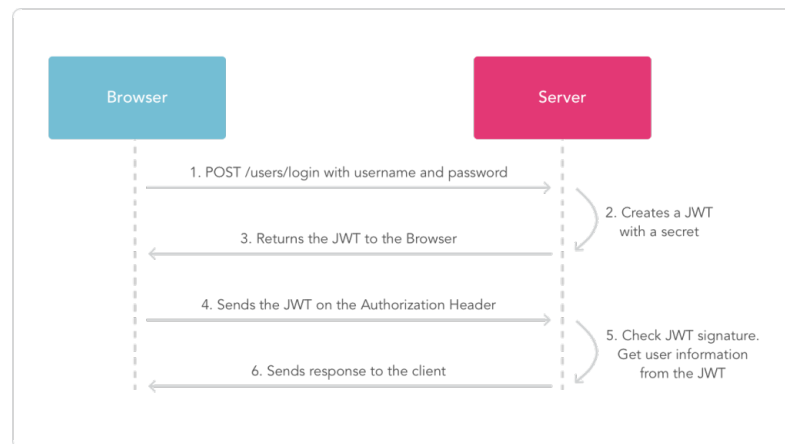 Browser
Server
1. POST /users/login with username and password
2. Creates a JWT
with a secret
3. Returns the JWT to the Browser
4. Sends the JWT on the Authorization Header
5. Check JWT signature.
Get user information
from the JWT
6. Sends response to the client